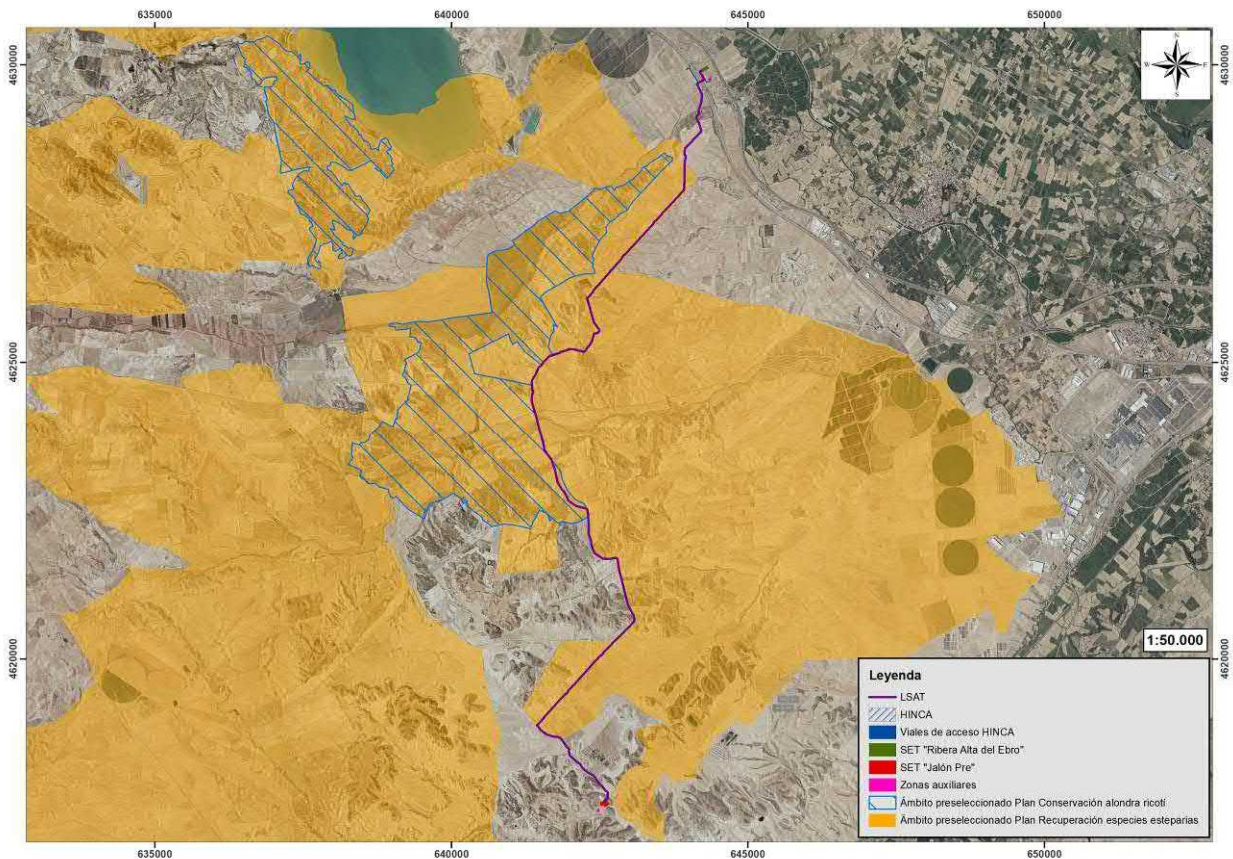 635000 640000 645000 650000
4630000 4630000
N
W E
S
4625000 4625000
4620000 4620000
1:50.000
Leyenda
LSAT
HINCA
Viales de acceso HINCA
SET "Ribera Alta del Ebro"
SET "Jalón Pre"
Zonas auxiliares
Ámbito preseleccionado Plan Conservación alondra ricotí
Ámbito preseleccionado Plan Recuperación especies esteparias
635000 640000 645000 650000